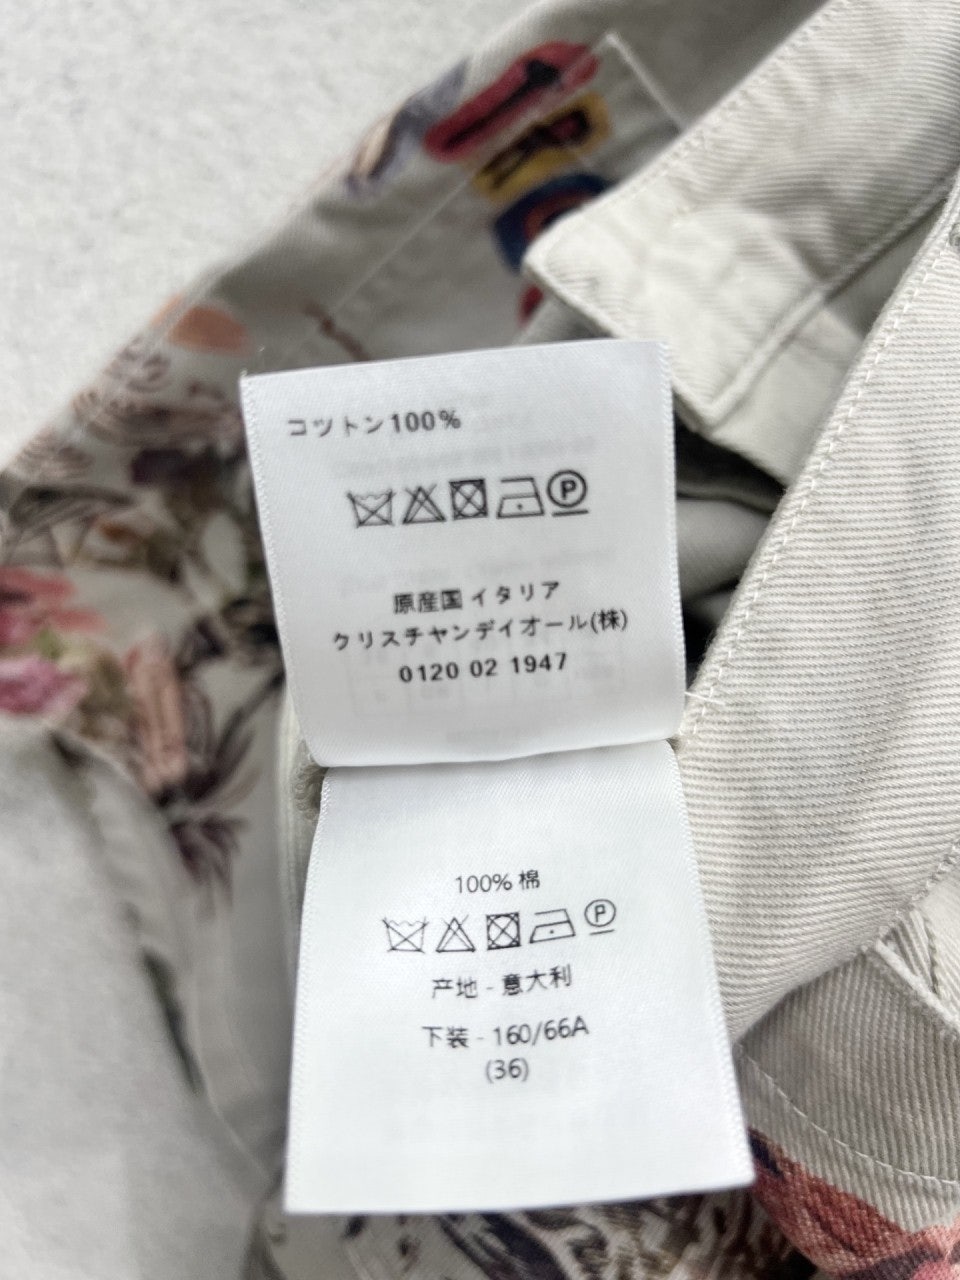 コットン100%
P
原産国 イタリア
クリスチャンディオール(株)
0120 02 1947
100% 棉
P
产地 - 意大利
下装 - 160/66A
(36)